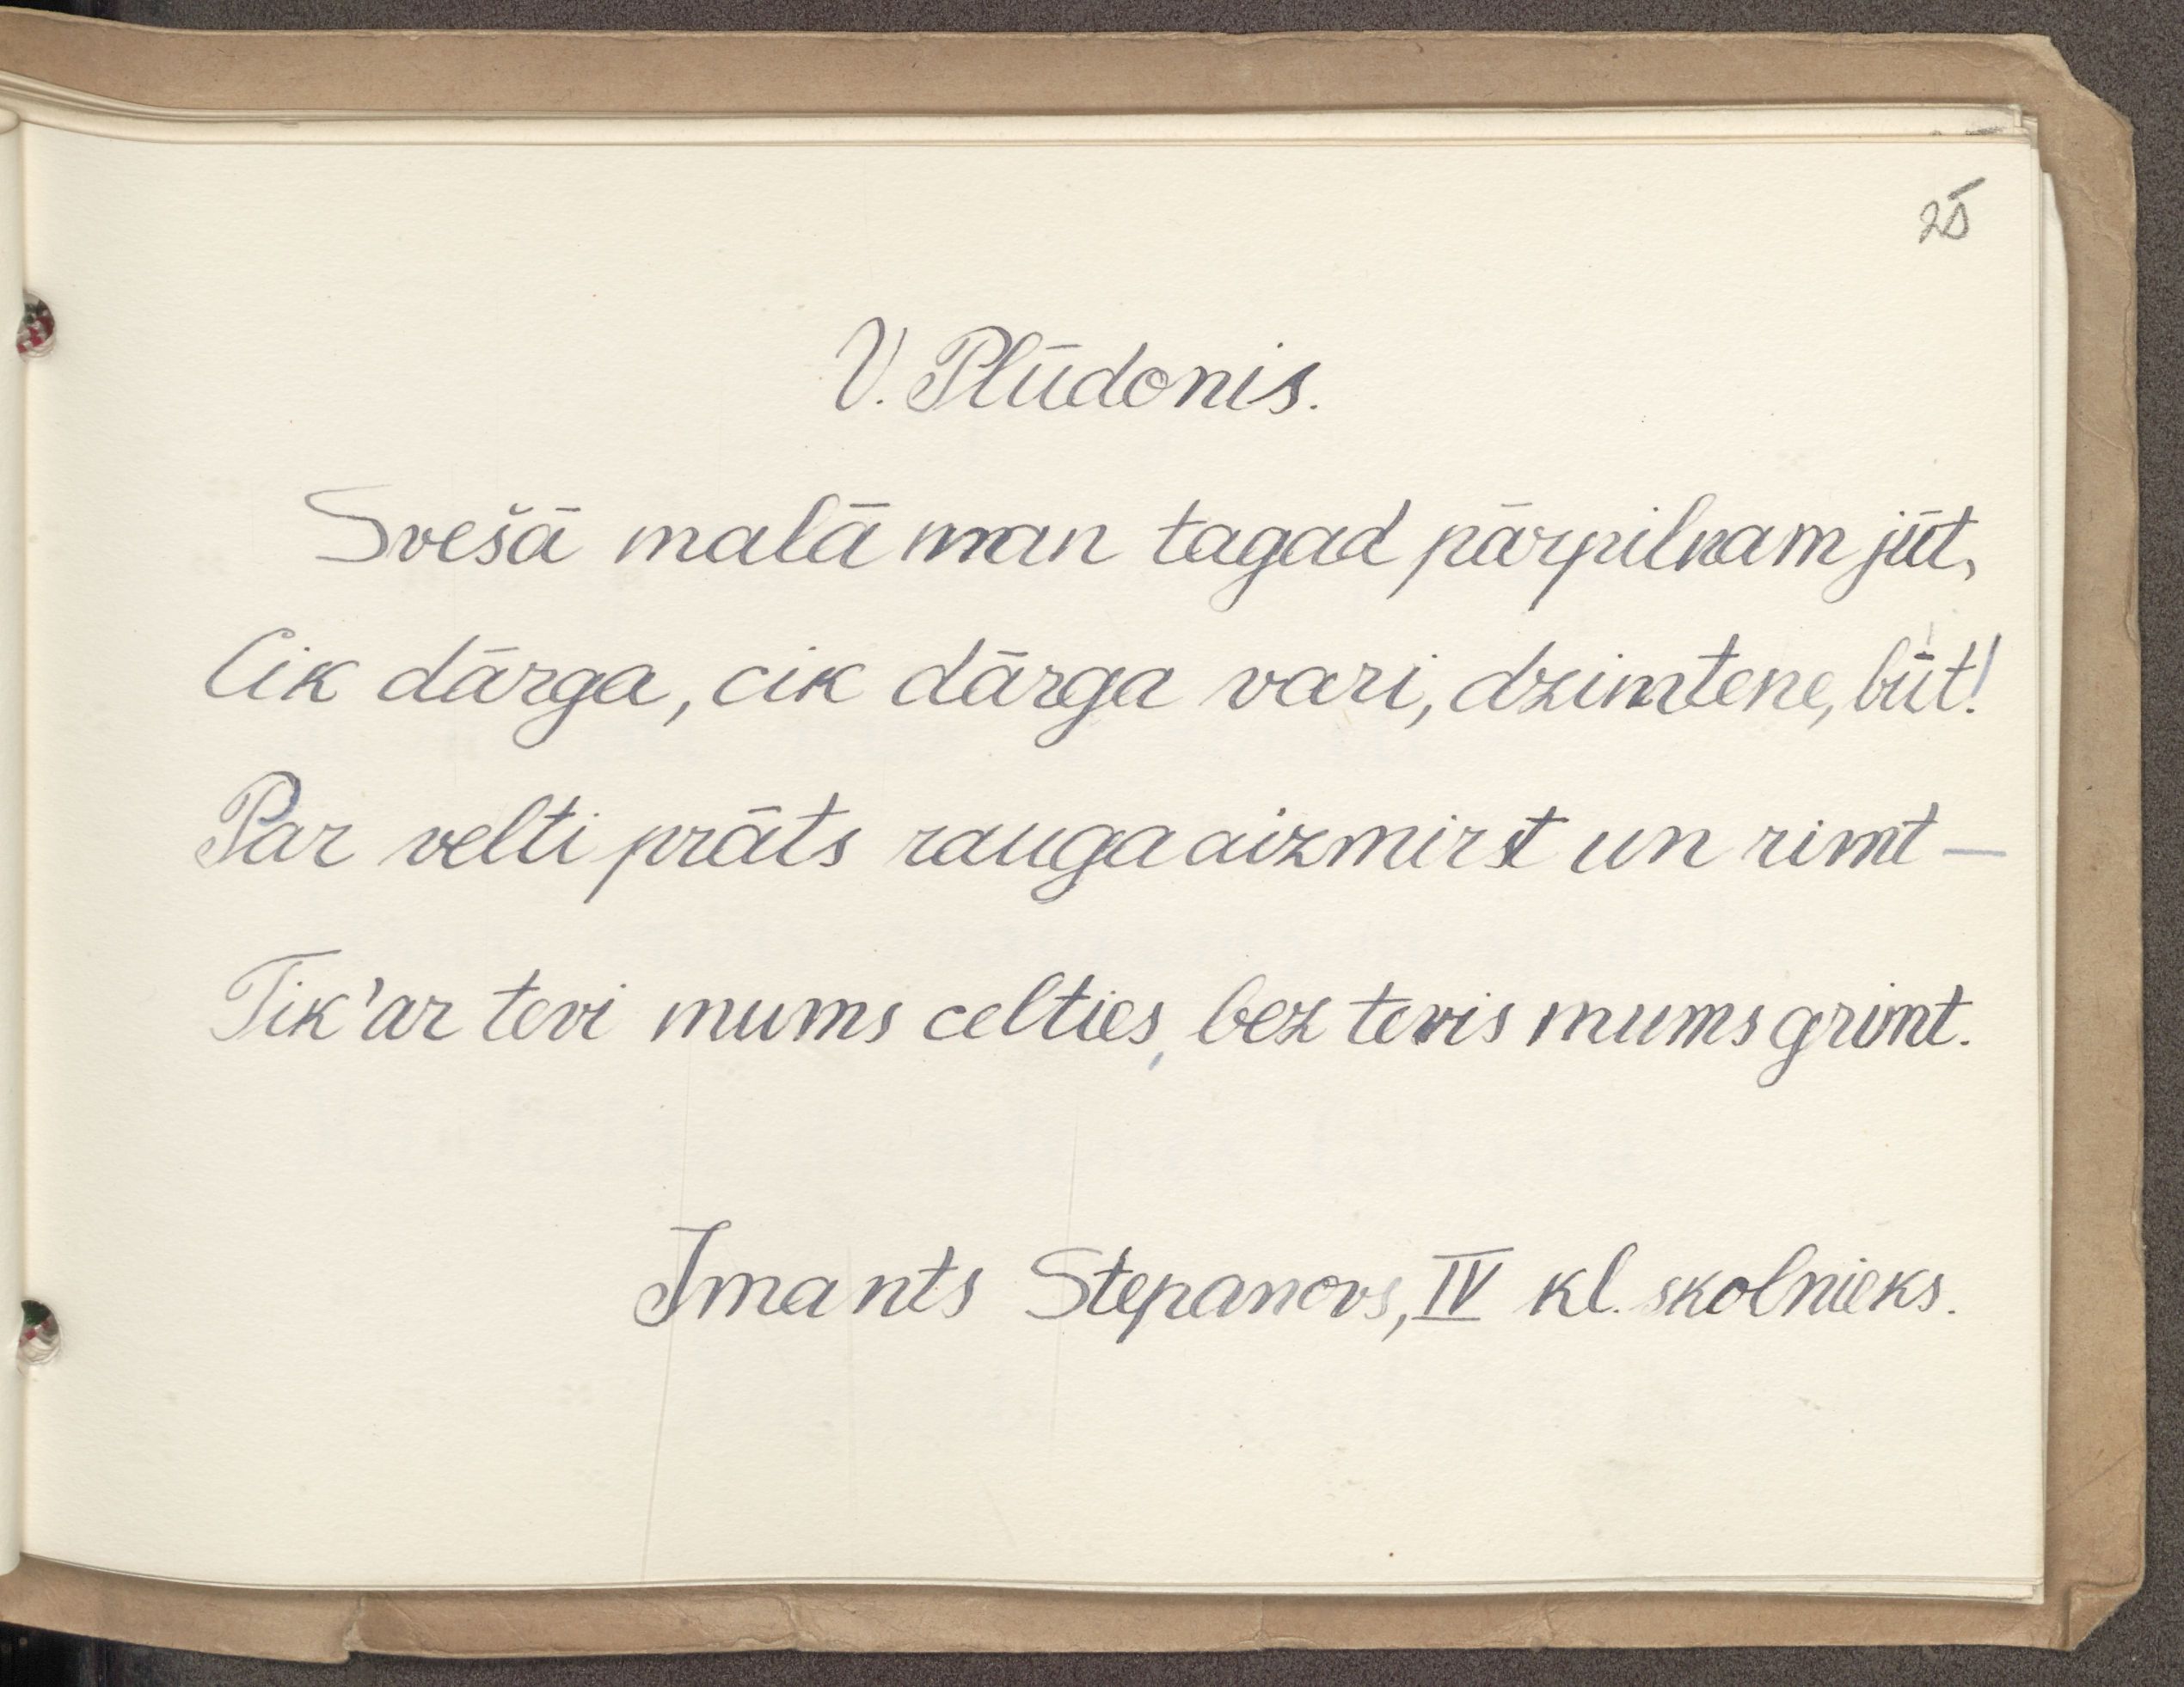 25
V. Plūdonis.
Svešā malā man tagad pārpilnam jūt,
Cik dārga, cik dārga vari, dzimtene, būt!
Par velti prāts rauga aizmirst un rimt —
Tik' ar tevi mums celties, bez tevis mums grimt.
Imants Stepanovs, IV kl. skolnieks.